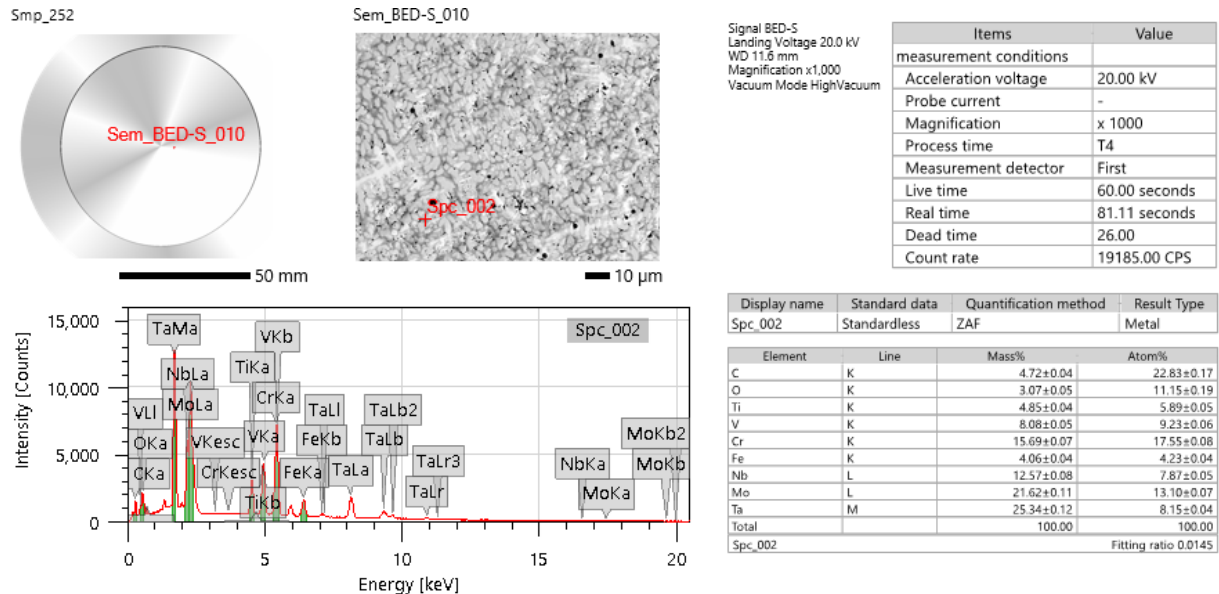 Smp_252
Sem_BED-S_010
Sem_BED-S_010
50 mm
Spc_002
10 µm
Signal BED-S
Landing Voltage 20.0 kV
WD 11.6 mm
Magnification x1,000
Vacuum Mode HighVacuum
Items Value
measurement conditions
Acceleration voltage 20.00 kV
Probe current -
Magnification x 1000
Process time T4
Measurement detector First
Live time 60.00 seconds
Real time 81.11 seconds
Dead time 26.00
Count rate 19185.00 CPS
Intensity [Counts]
15,000
10,000
5,000
0
Spc_002
TaMa
VKb
NbLa
TiKa
VLl
MoLa
CrKa
TaLl
TaLb2
OKa
VKesc
VKa
FeKb
TaLb
MoKb2
CKa
CrKesc
FeKa
TaLa
TaLr3
NbKa
MoKb
TiKb
TaLr
MoKa
0 5 10 15 20
Energy [keV]
Display name Standard data Quantification method Result Type
Spc_002 Standardless ZAF Metal
Element Line Mass% Atom%
C K 4.72±0.04 22.83±0.17
O K 3.07±0.05 11.15±0.19
Ti K 4.85±0.04 5.89±0.05
V K 8.08±0.05 9.23±0.06
Cr K 15.69±0.07 17.55±0.08
Fe K 4.06±0.04 4.23±0.04
Nb L 12.57±0.08 7.87±0.05
Mo L 21.62±0.11 13.10±0.07
Ta M 25.34±0.12 8.15±0.04
Total 100.00 100.00
Spc_002 Fitting ratio 0.0145